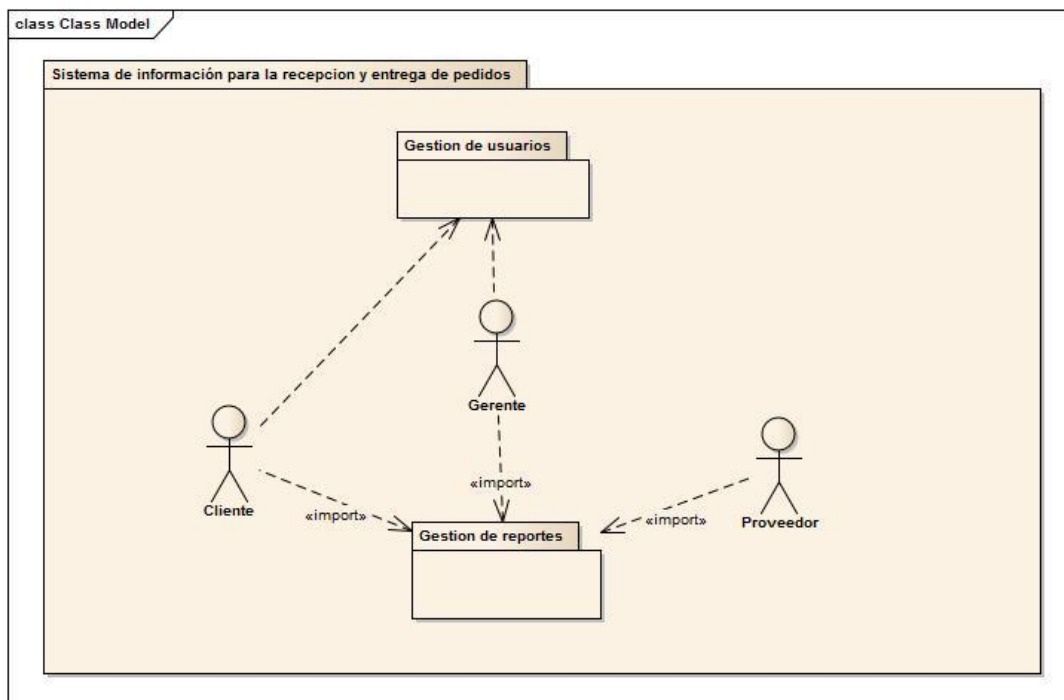 class Class Model
Sistema de información para la recepcion y entrega de pedidos
Gestion de usuarios
Gerente
Cliente
«import»
«import»
«import»
Proveedor
Gestion de reportes